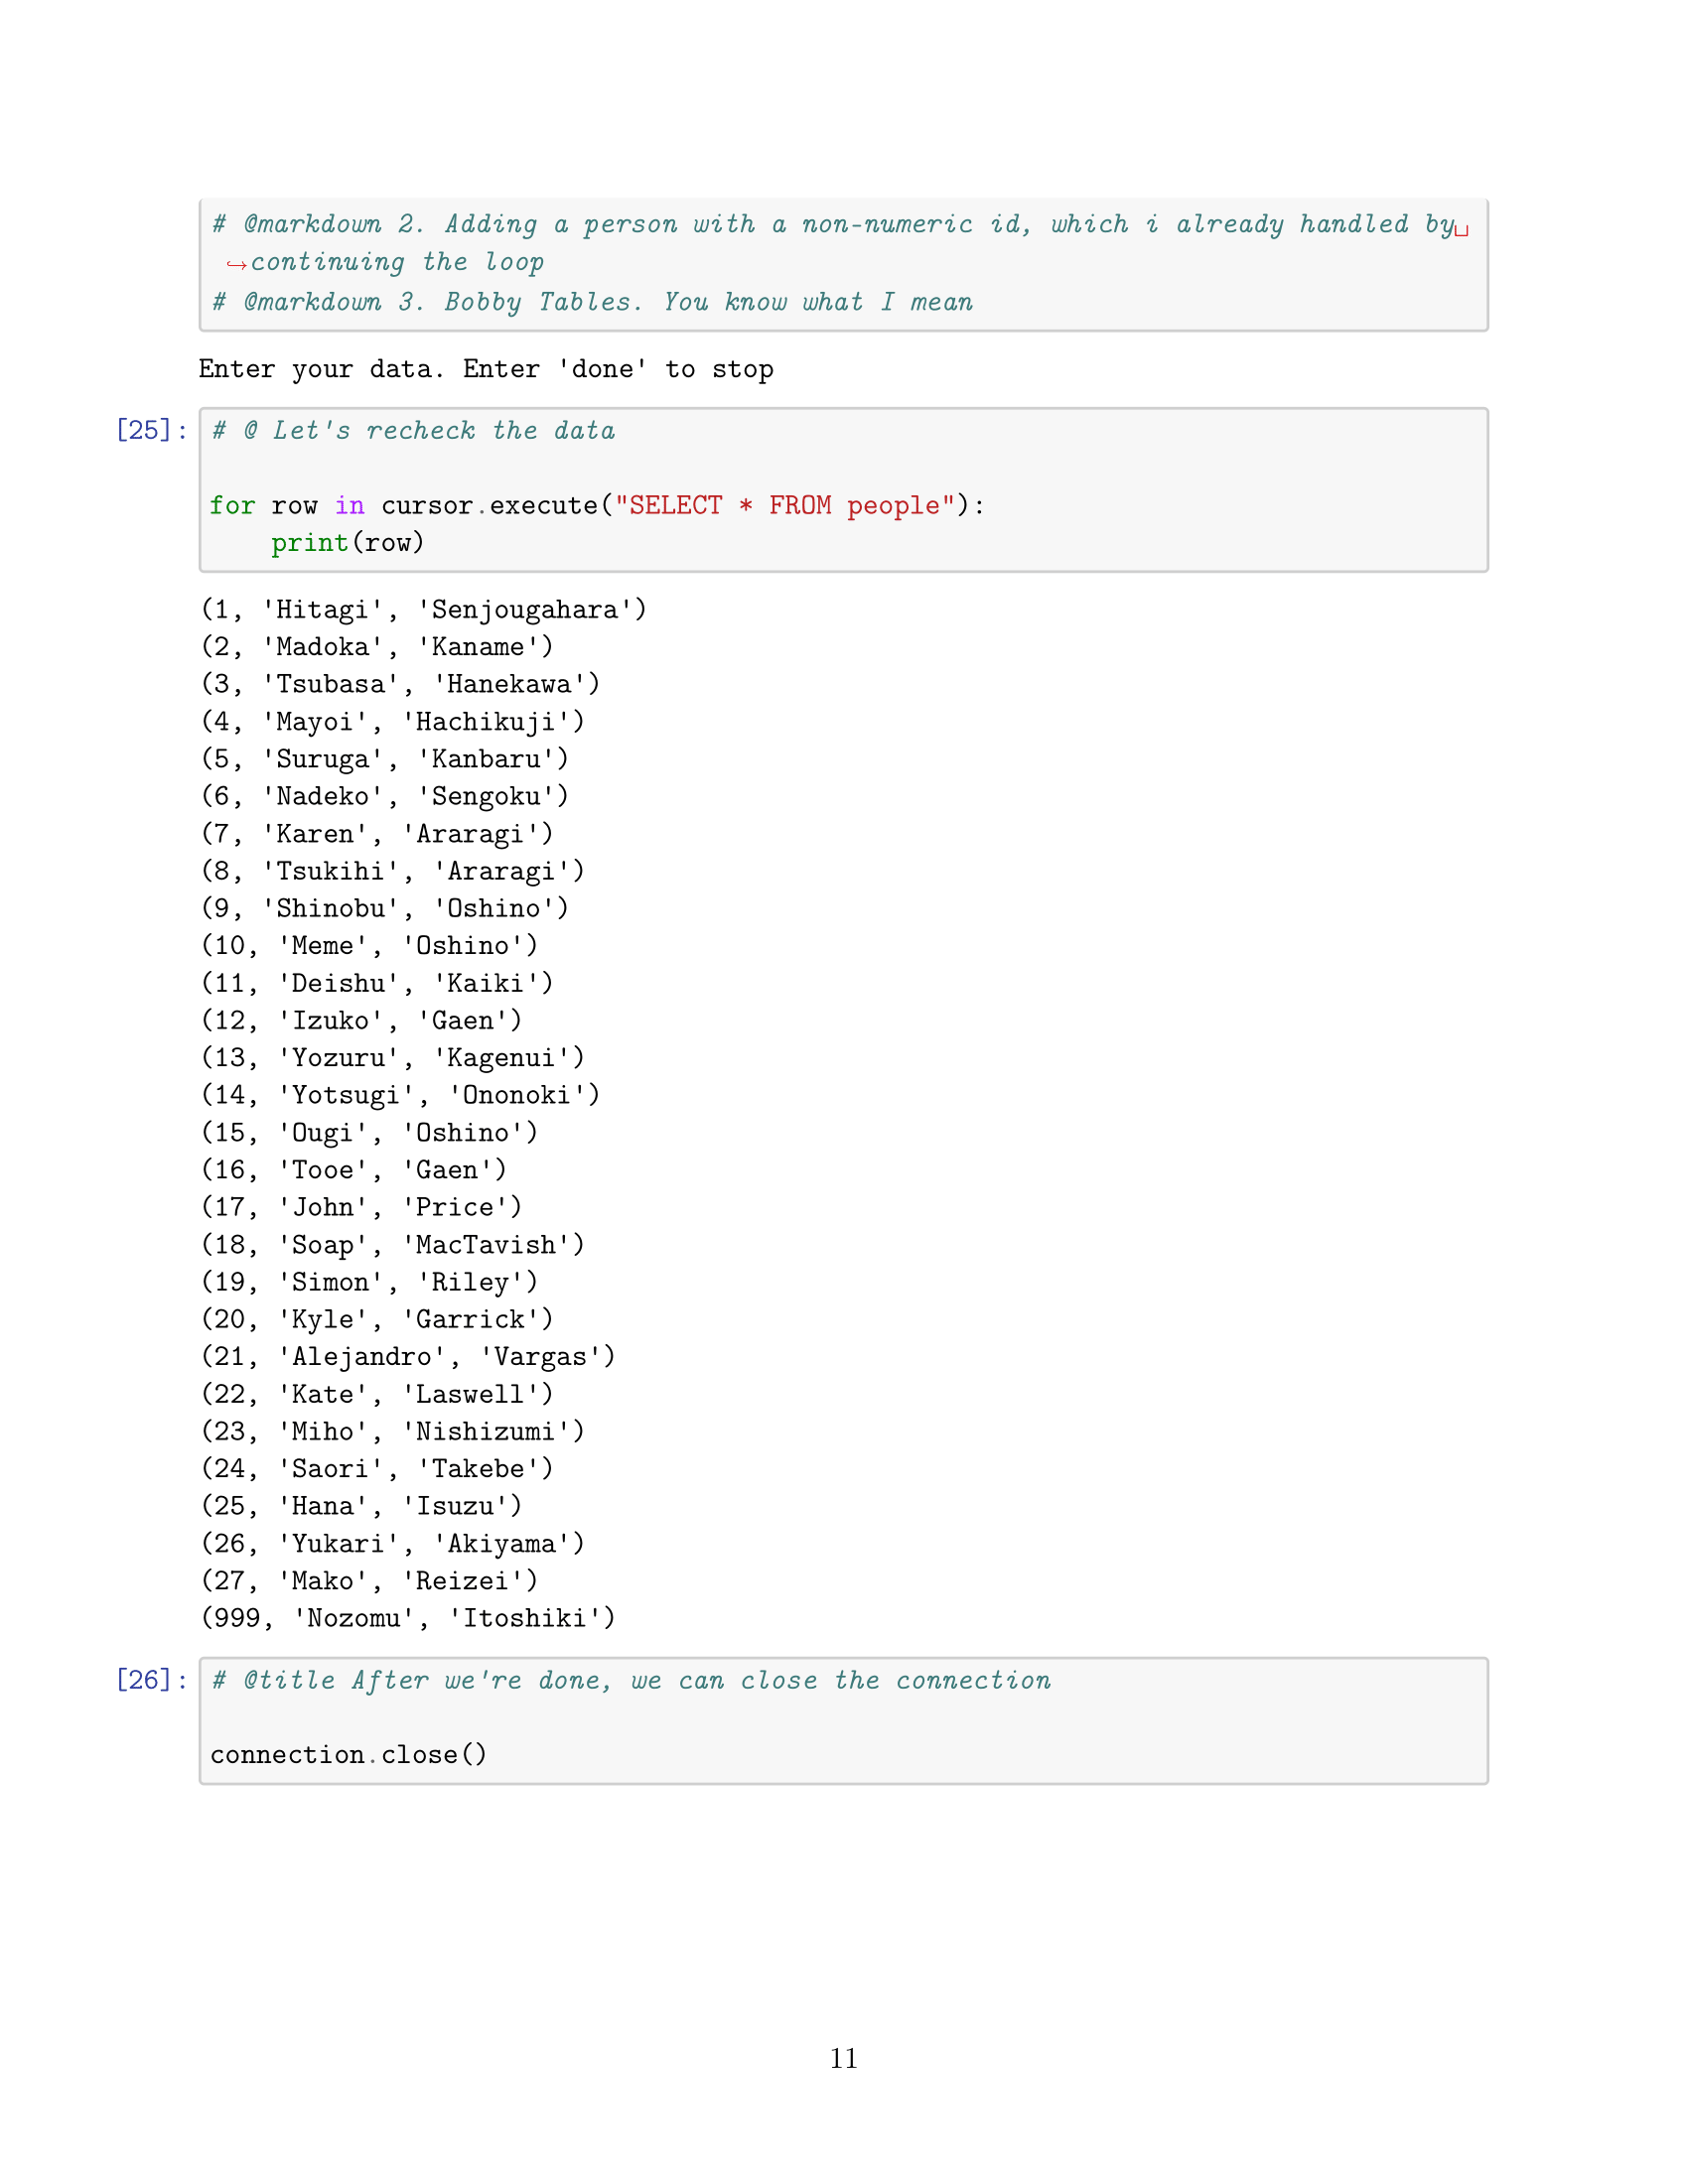 # @markdown 2. Adding a person with a non-numeric id, which i already handled by␣
↪continuing the loop
# @markdown 3. Bobby Tables. You know what I mean
Enter your data. Enter 'done' to stop
[25]: # @ Let's recheck the data
for row in cursor.execute("SELECT * FROM people"):
    print(row)
(1, 'Hitagi', 'Senjougahara')
(2, 'Madoka', 'Kaname')
(3, 'Tsubasa', 'Hanekawa')
(4, 'Mayoi', 'Hachikuji')
(5, 'Suruga', 'Kanbaru')
(6, 'Nadeko', 'Sengoku')
(7, 'Karen', 'Araragi')
(8, 'Tsukihi', 'Araragi')
(9, 'Shinobu', 'Oshino')
(10, 'Meme', 'Oshino')
(11, 'Deishu', 'Kaiki')
(12, 'Izuko', 'Gaen')
(13, 'Yozuru', 'Kagenui')
(14, 'Yotsugi', 'Ononoki')
(15, 'Ougi', 'Oshino')
(16, 'Tooe', 'Gaen')
(17, 'John', 'Price')
(18, 'Soap', 'MacTavish')
(19, 'Simon', 'Riley')
(20, 'Kyle', 'Garrick')
(21, 'Alejandro', 'Vargas')
(22, 'Kate', 'Laswell')
(23, 'Miho', 'Nishizumi')
(24, 'Saori', 'Takebe')
(25, 'Hana', 'Isuzu')
(26, 'Yukari', 'Akiyama')
(27, 'Mako', 'Reizei')
(999, 'Nozomu', 'Itoshiki')
[26]: # @title After we're done, we can close the connection
connection.close()
11